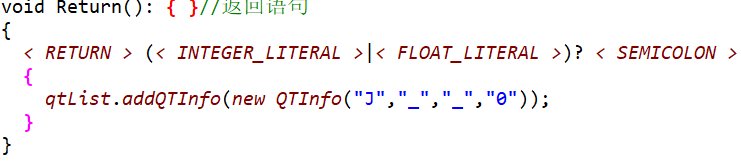 void Return(): { }//返回语句
{
  < RETURN > (< INTEGER_LITERAL >|< FLOAT_LITERAL >)? < SEMICOLON >
  {
    qtList.addQTInfo(new QTInfo("J","_","_","0"));
  }
}